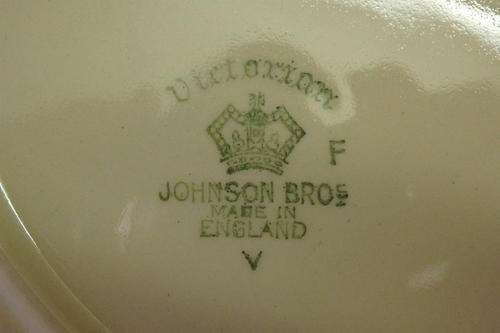 Victorian
F
JOHNSON BROS
MADE IN
ENGLAND
V